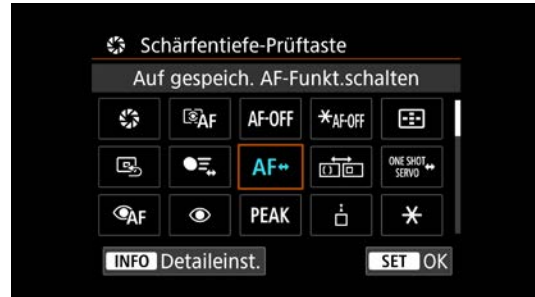 Schärfentiefe-Prüftaste
Auf gespeich. AF-Funkt.schalten
AF AF-OFF AF-OFF
AF ONE SHOT SERVO
AF PEAK
INFO Detaileinst. SET OK